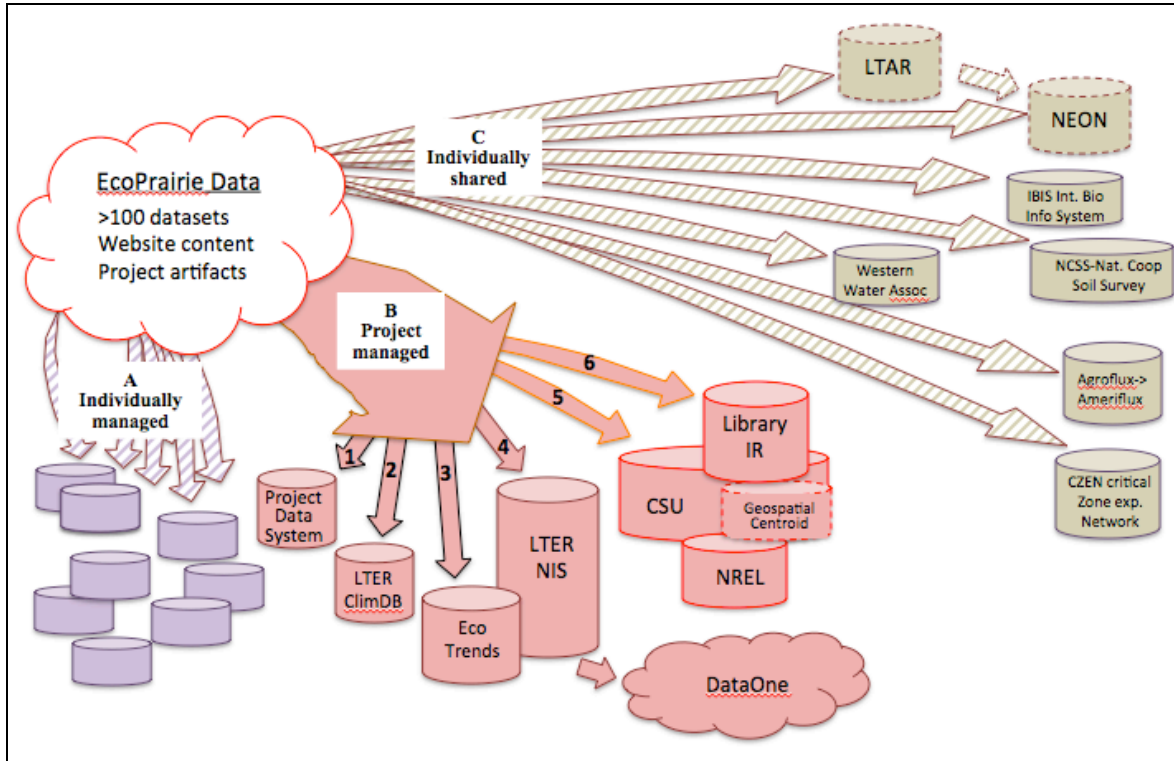 EcoPrairie Data
>100 datasets
Website content
Project artifacts
C
Individually
shared
LTAR
NEON
IBIS Int. Bio
Info System
Western
Water Assoc
NCSS-Nat. Coop
Soil Survey
Agroflux->
Ameriflux
CZEN critical
Zone exp.
Network
B
Project
managed
A
Individually
managed
1
2
3
4
5
6
Project
Data
System
LTER
ClimDB
Eco
Trends
LTER
NIS
Library
IR
CSU
Geospatial
Centroid
NREL
DataOne